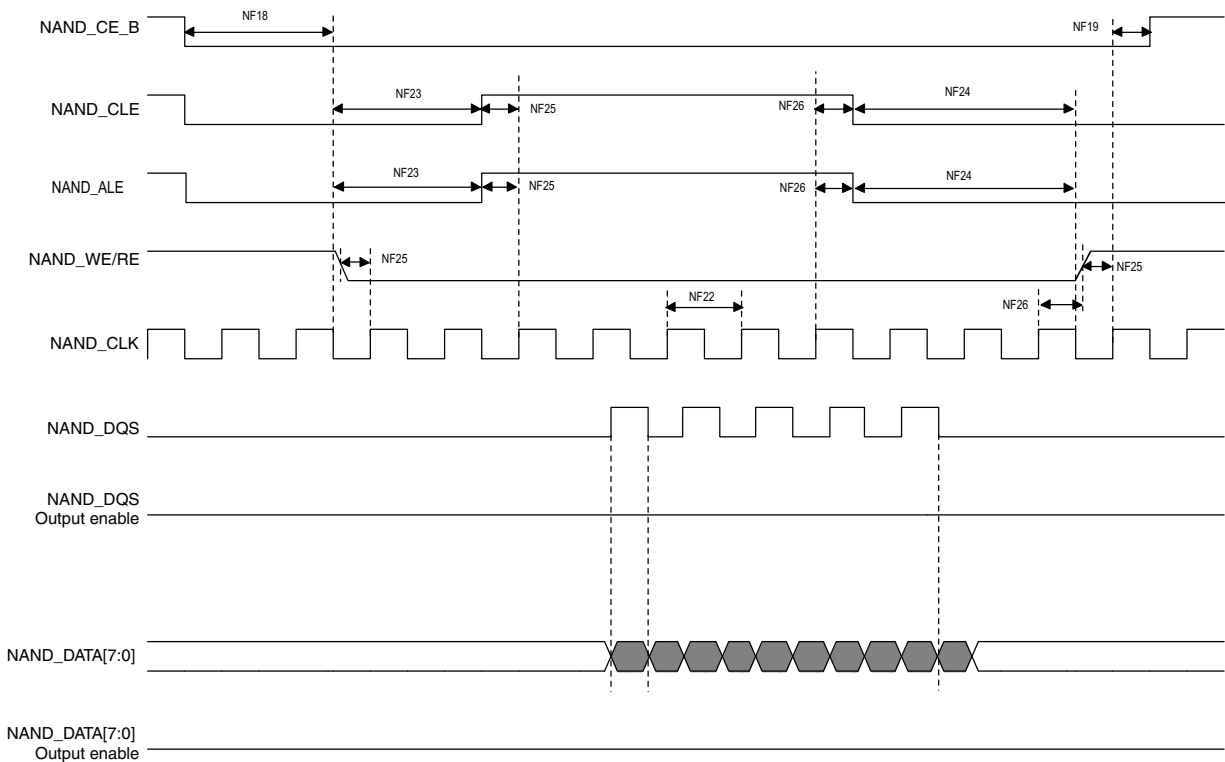 NAND_CE_B
NF18
NF19
NAND_CLE
NF23
NF25
NF26
NF24
NAND_ALE
NF23
NF25
NF26
NF24
NAND_WE/RE
NF25
NF25
NF26
NF22
NAND_CLK
NAND_DQS
NAND_DQS
Output enable
NAND_DATA[7:0]
NAND_DATA[7:0]
Output enable